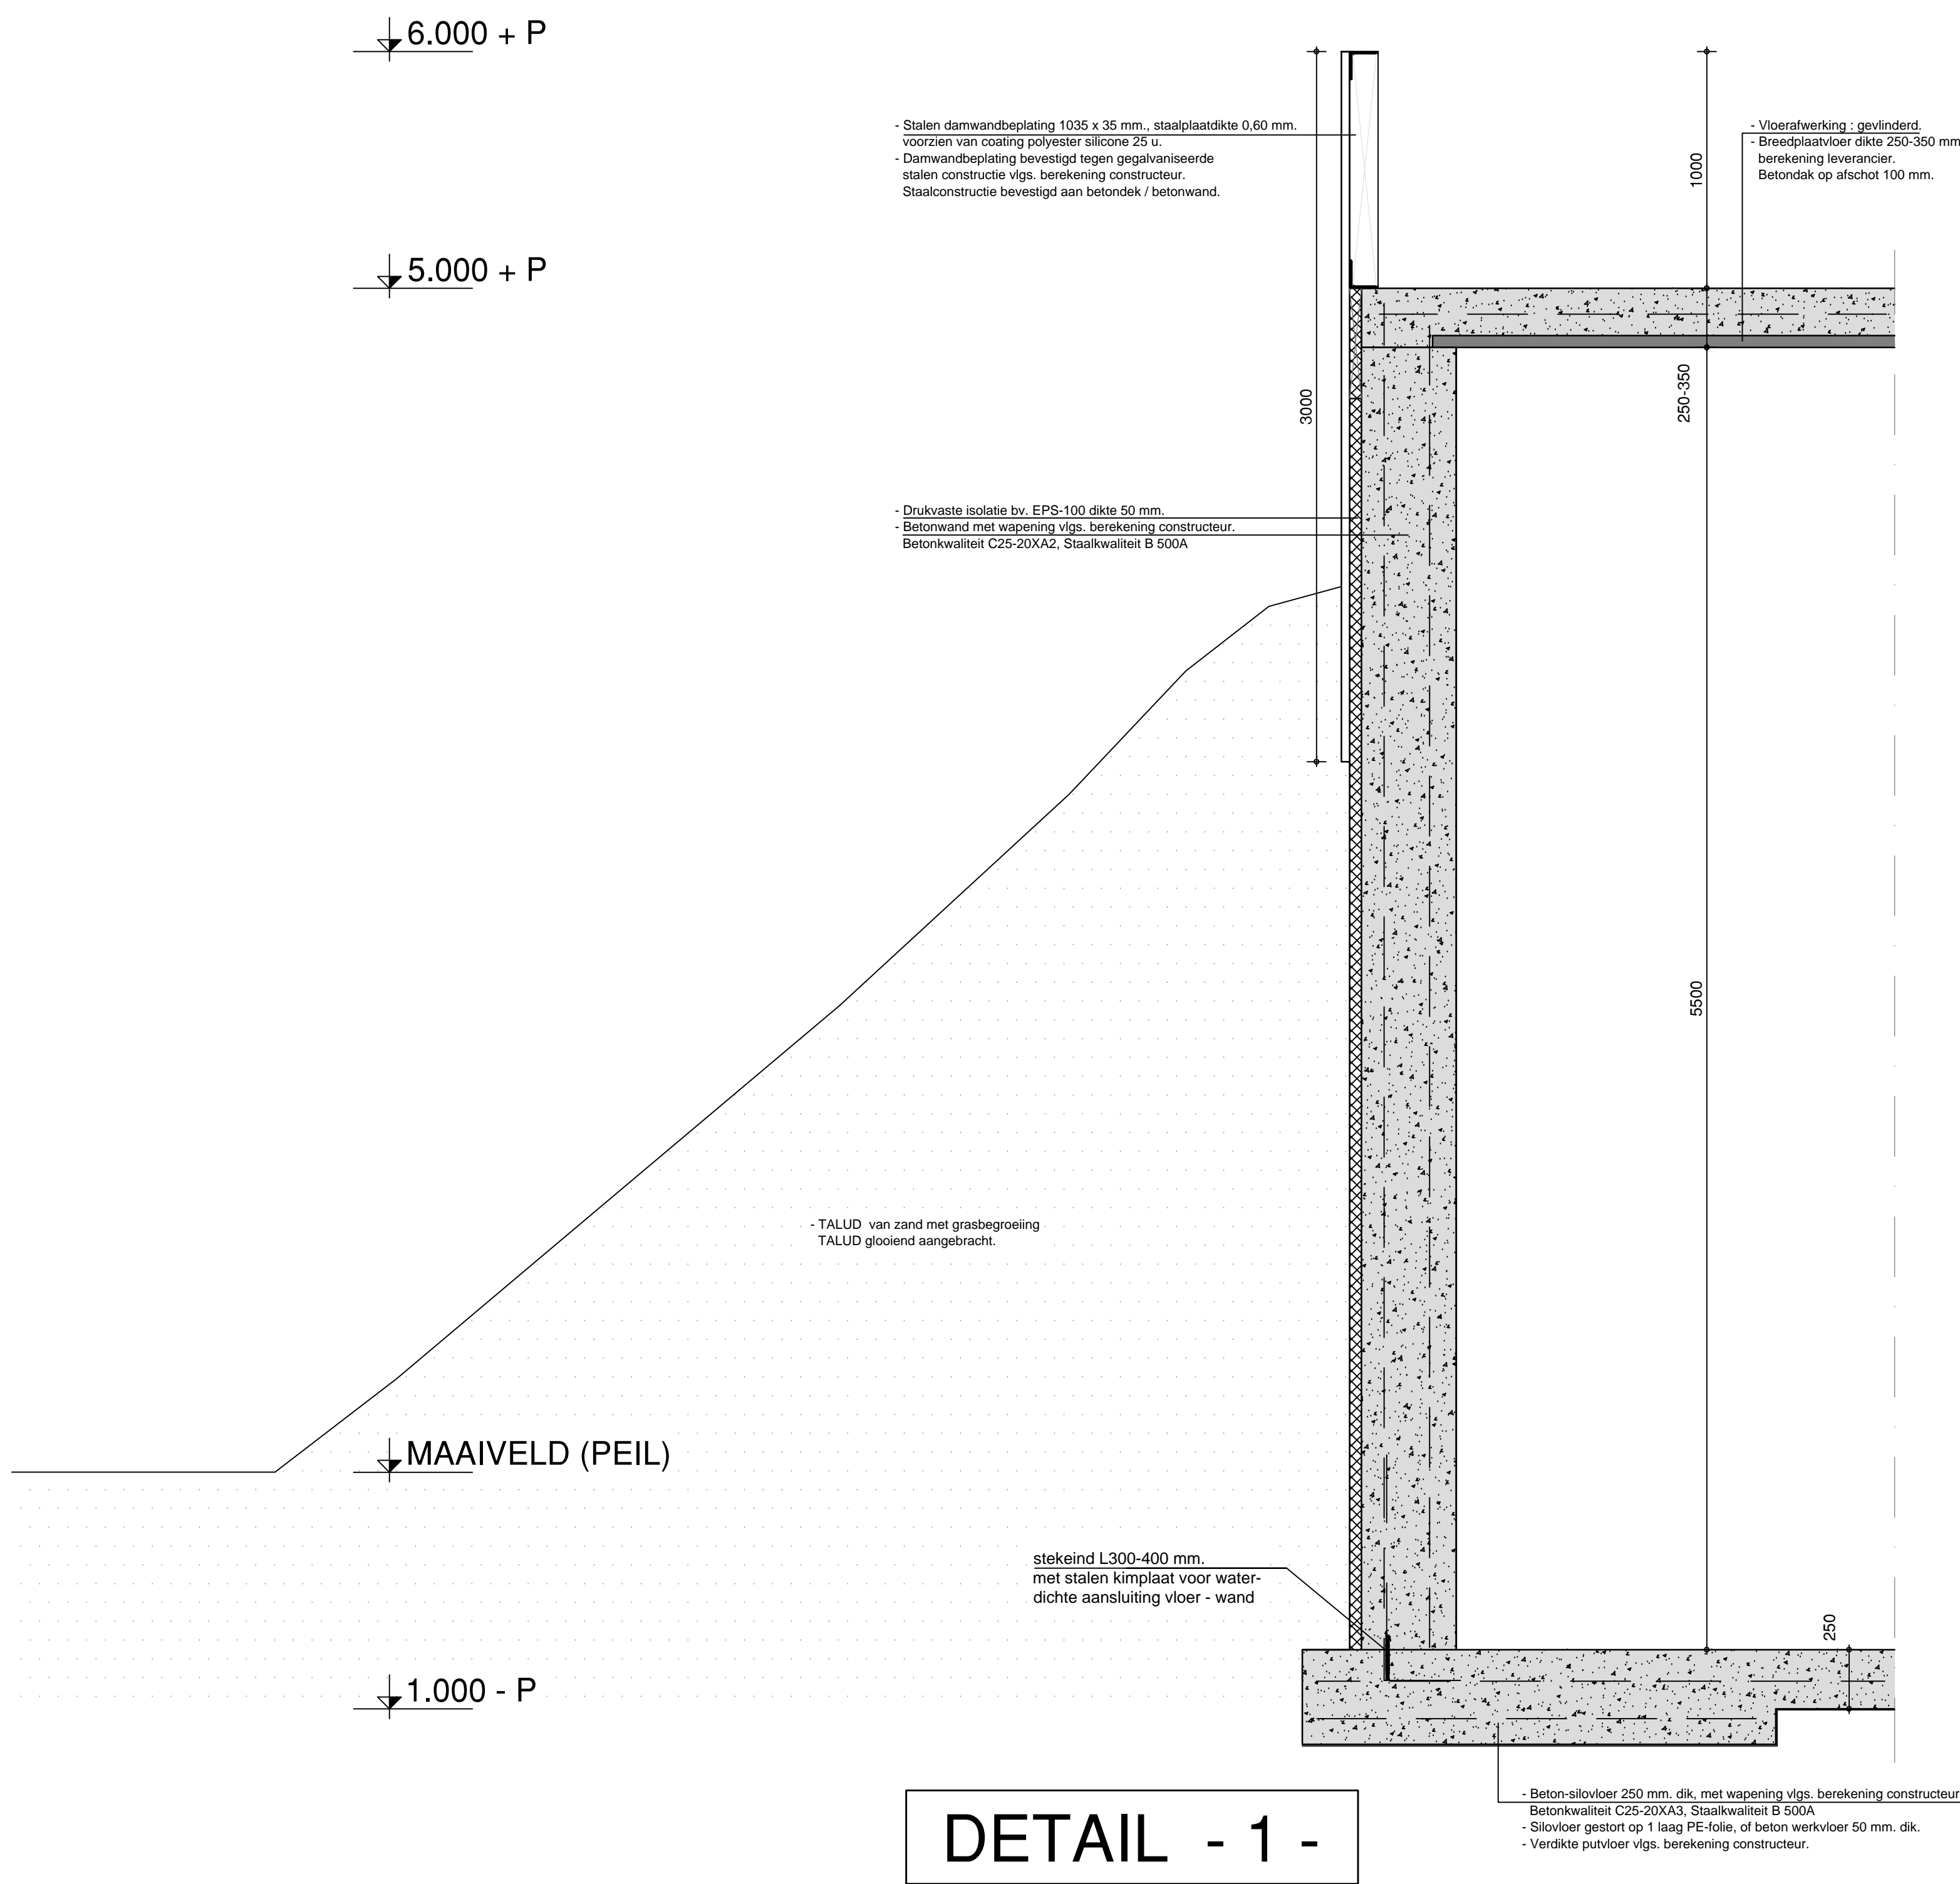 6.000 + P
- Stalen damwandbeplating 1035 x 35 mm., staalplaatdikte 0,60 mm.
voorzien van coating polyester silicone 25 u.
- Damwandbeplating bevestigd tegen gegalvaniseerde
stalen constructie vlgs. berekening constructeur.
Staalconstructie bevestigd aan betondek / betonwand.
- Vloerafwerking : gevlinderd.
- Breedplaatvloer dikte 250-350 mm
berekening leverancier.
Betondak op afschot 100 mm.
1000
5.000 + P
250-350
3000
- Drukvaste isolatie bv. EPS-100 dikte 50 mm.
- Betonwand met wapening vlgs. berekening constructeur.
Betonkwaliteit C25-20XA2, Staalkwaliteit B 500A
5500
- TALUD van zand met grasbegroeiing
TALUD glooiend aangebracht.
MAAIVELD (PEIL)
stekeind L300-400 mm.
met stalen kimplaat voor water-
dichte aansluiting vloer - wand
250
1.000 - P
- Beton-silovloer 250 mm. dik, met wapening vlgs. berekening constructeur
Betonkwaliteit C25-20XA3, Staalkwaliteit B 500A
- Silovloer gestort op 1 laag PE-folie, of beton werkvloer 50 mm. dik.
- Verdikte putvloer vlgs. berekening constructeur.
DETAIL - 1 -